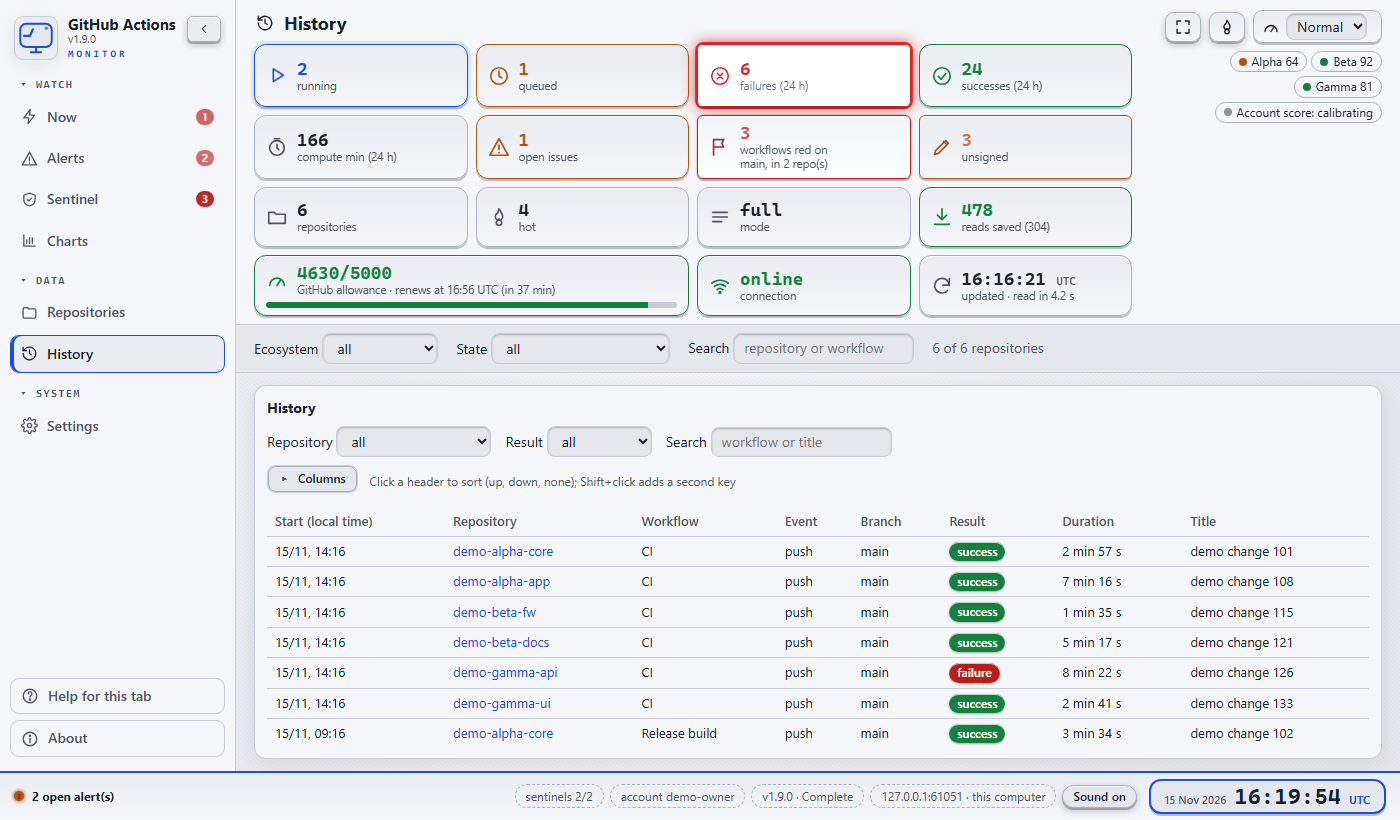 GitHub Actions
v1.9.0
MONITOR
WATCH
Now 1
Alerts 2
Sentinel 3
Charts
DATA
Repositories
History
SYSTEM
Settings
Help for this tab
About
History
Normal
Alpha 64
Beta 92
Gamma 81
Account score: calibrating
2
running
1
queued
6
failures (24 h)
24
successes (24 h)
166
compute min (24 h)
1
open issues
3
workflows red on
main, in 2 repo(s)
3
unsigned
6
repositories
4
hot
full
mode
478
reads saved (304)
4630/5000
GitHub allowance · renews at 16:56 UTC (in 37 min)
online
connection
16:16:21 UTC
updated · read in 4.2 s
Ecosystem all State all Search repository or workflow 6 of 6 repositories
History
Repository all Result all Search workflow or title
Columns Click a header to sort (up, down, none); Shift+click adds a second key
Start (local time) Repository Workflow Event Branch Result Duration Title
15/11, 14:16 demo-alpha-core CI push main success 2 min 57 s demo change 101
15/11, 14:16 demo-alpha-app CI push main success 7 min 16 s demo change 108
15/11, 14:16 demo-beta-fw CI push main success 1 min 35 s demo change 115
15/11, 14:16 demo-beta-docs CI push main success 5 min 17 s demo change 121
15/11, 14:16 demo-gamma-api CI push main failure 8 min 22 s demo change 126
15/11, 14:16 demo-gamma-ui CI push main success 2 min 41 s demo change 133
15/11, 09:16 demo-alpha-core Release build push main success 3 min 34 s demo change 102
2 open alert(s)
sentinels 2/2
account demo-owner
v1.9.0 · Complete
127.0.0.1:61051 · this computer
Sound on
15 Nov 2026 16:19:54 UTC